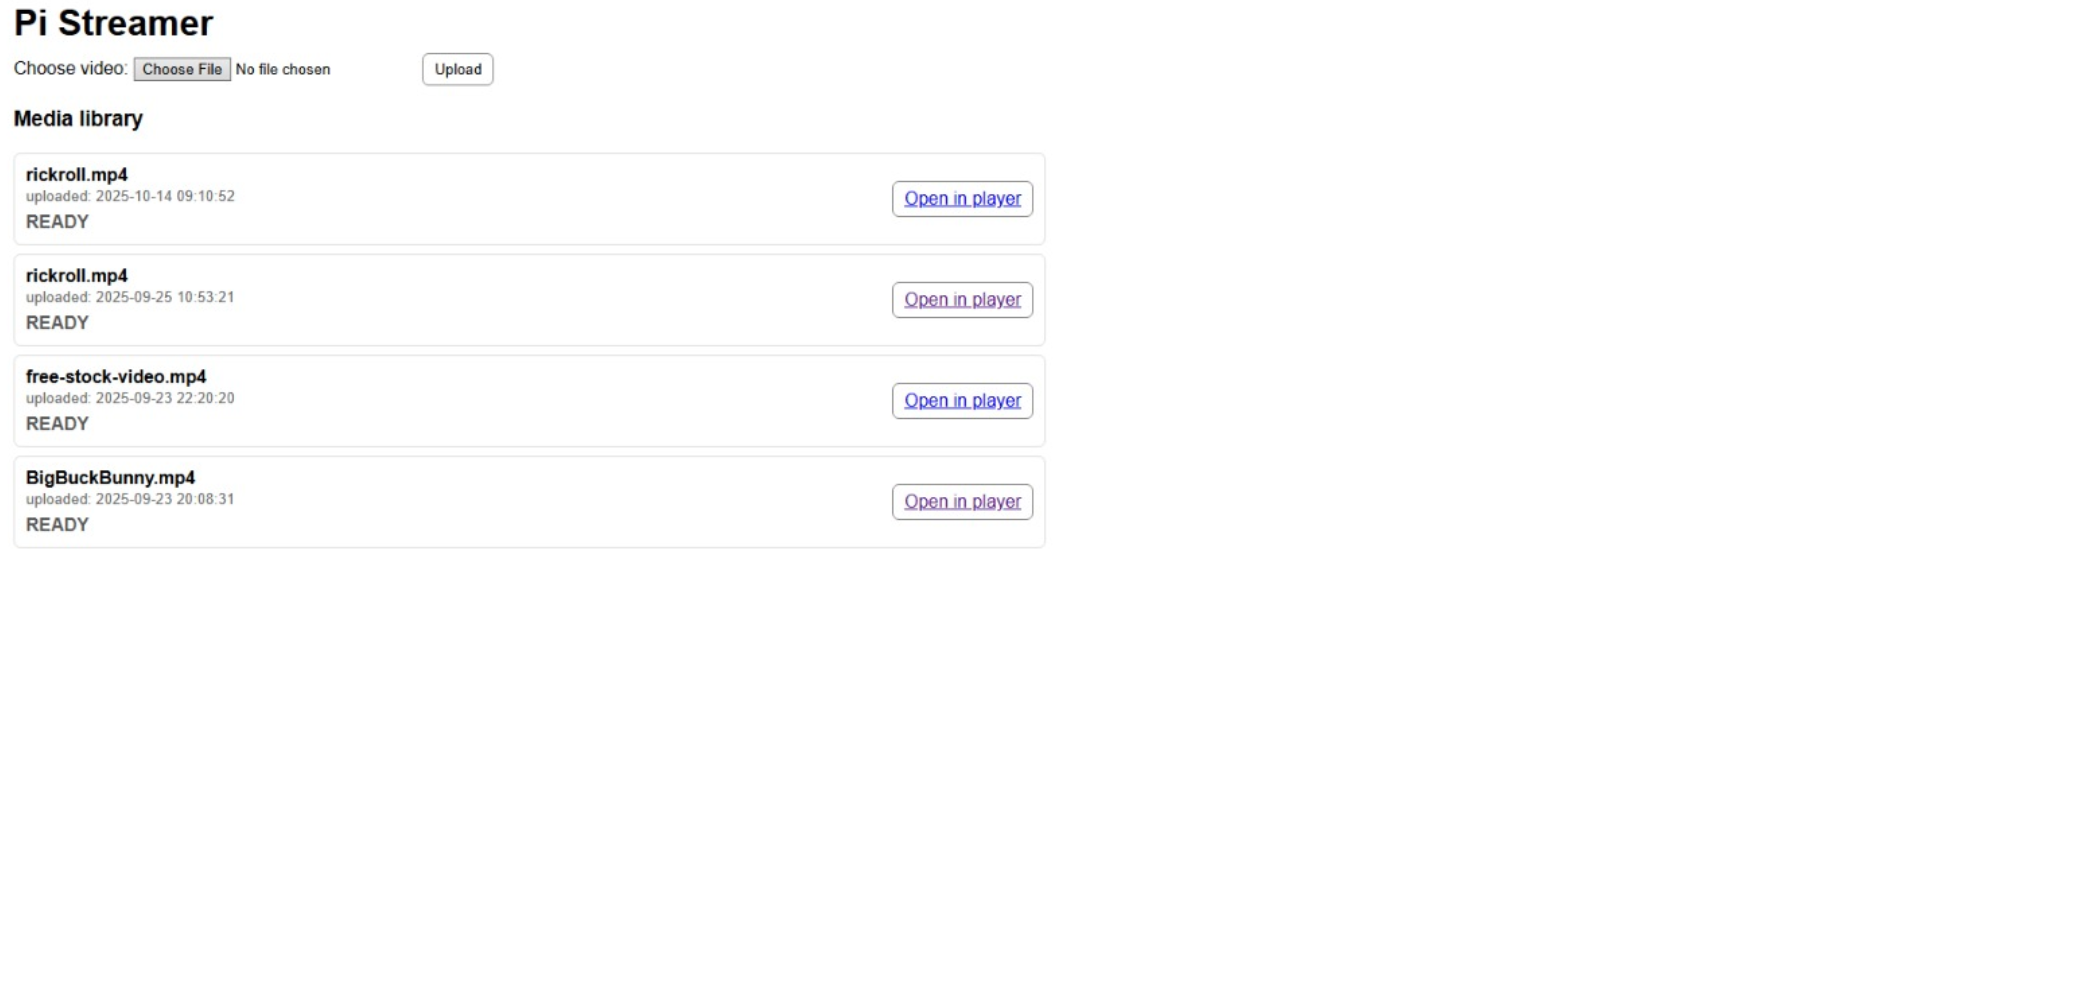 Pi Streamer
Choose video: Choose File No file chosen Upload
Media library
rickroll.mp4
uploaded: 2025-10-14 09:10:52
READY
Open in player
rickroll.mp4
uploaded: 2025-09-25 10:53:21
READY
Open in player
free-stock-video.mp4
uploaded: 2025-09-23 22:20:20
READY
Open in player
BigBuckBunny.mp4
uploaded: 2025-09-23 20:08:31
READY
Open in player